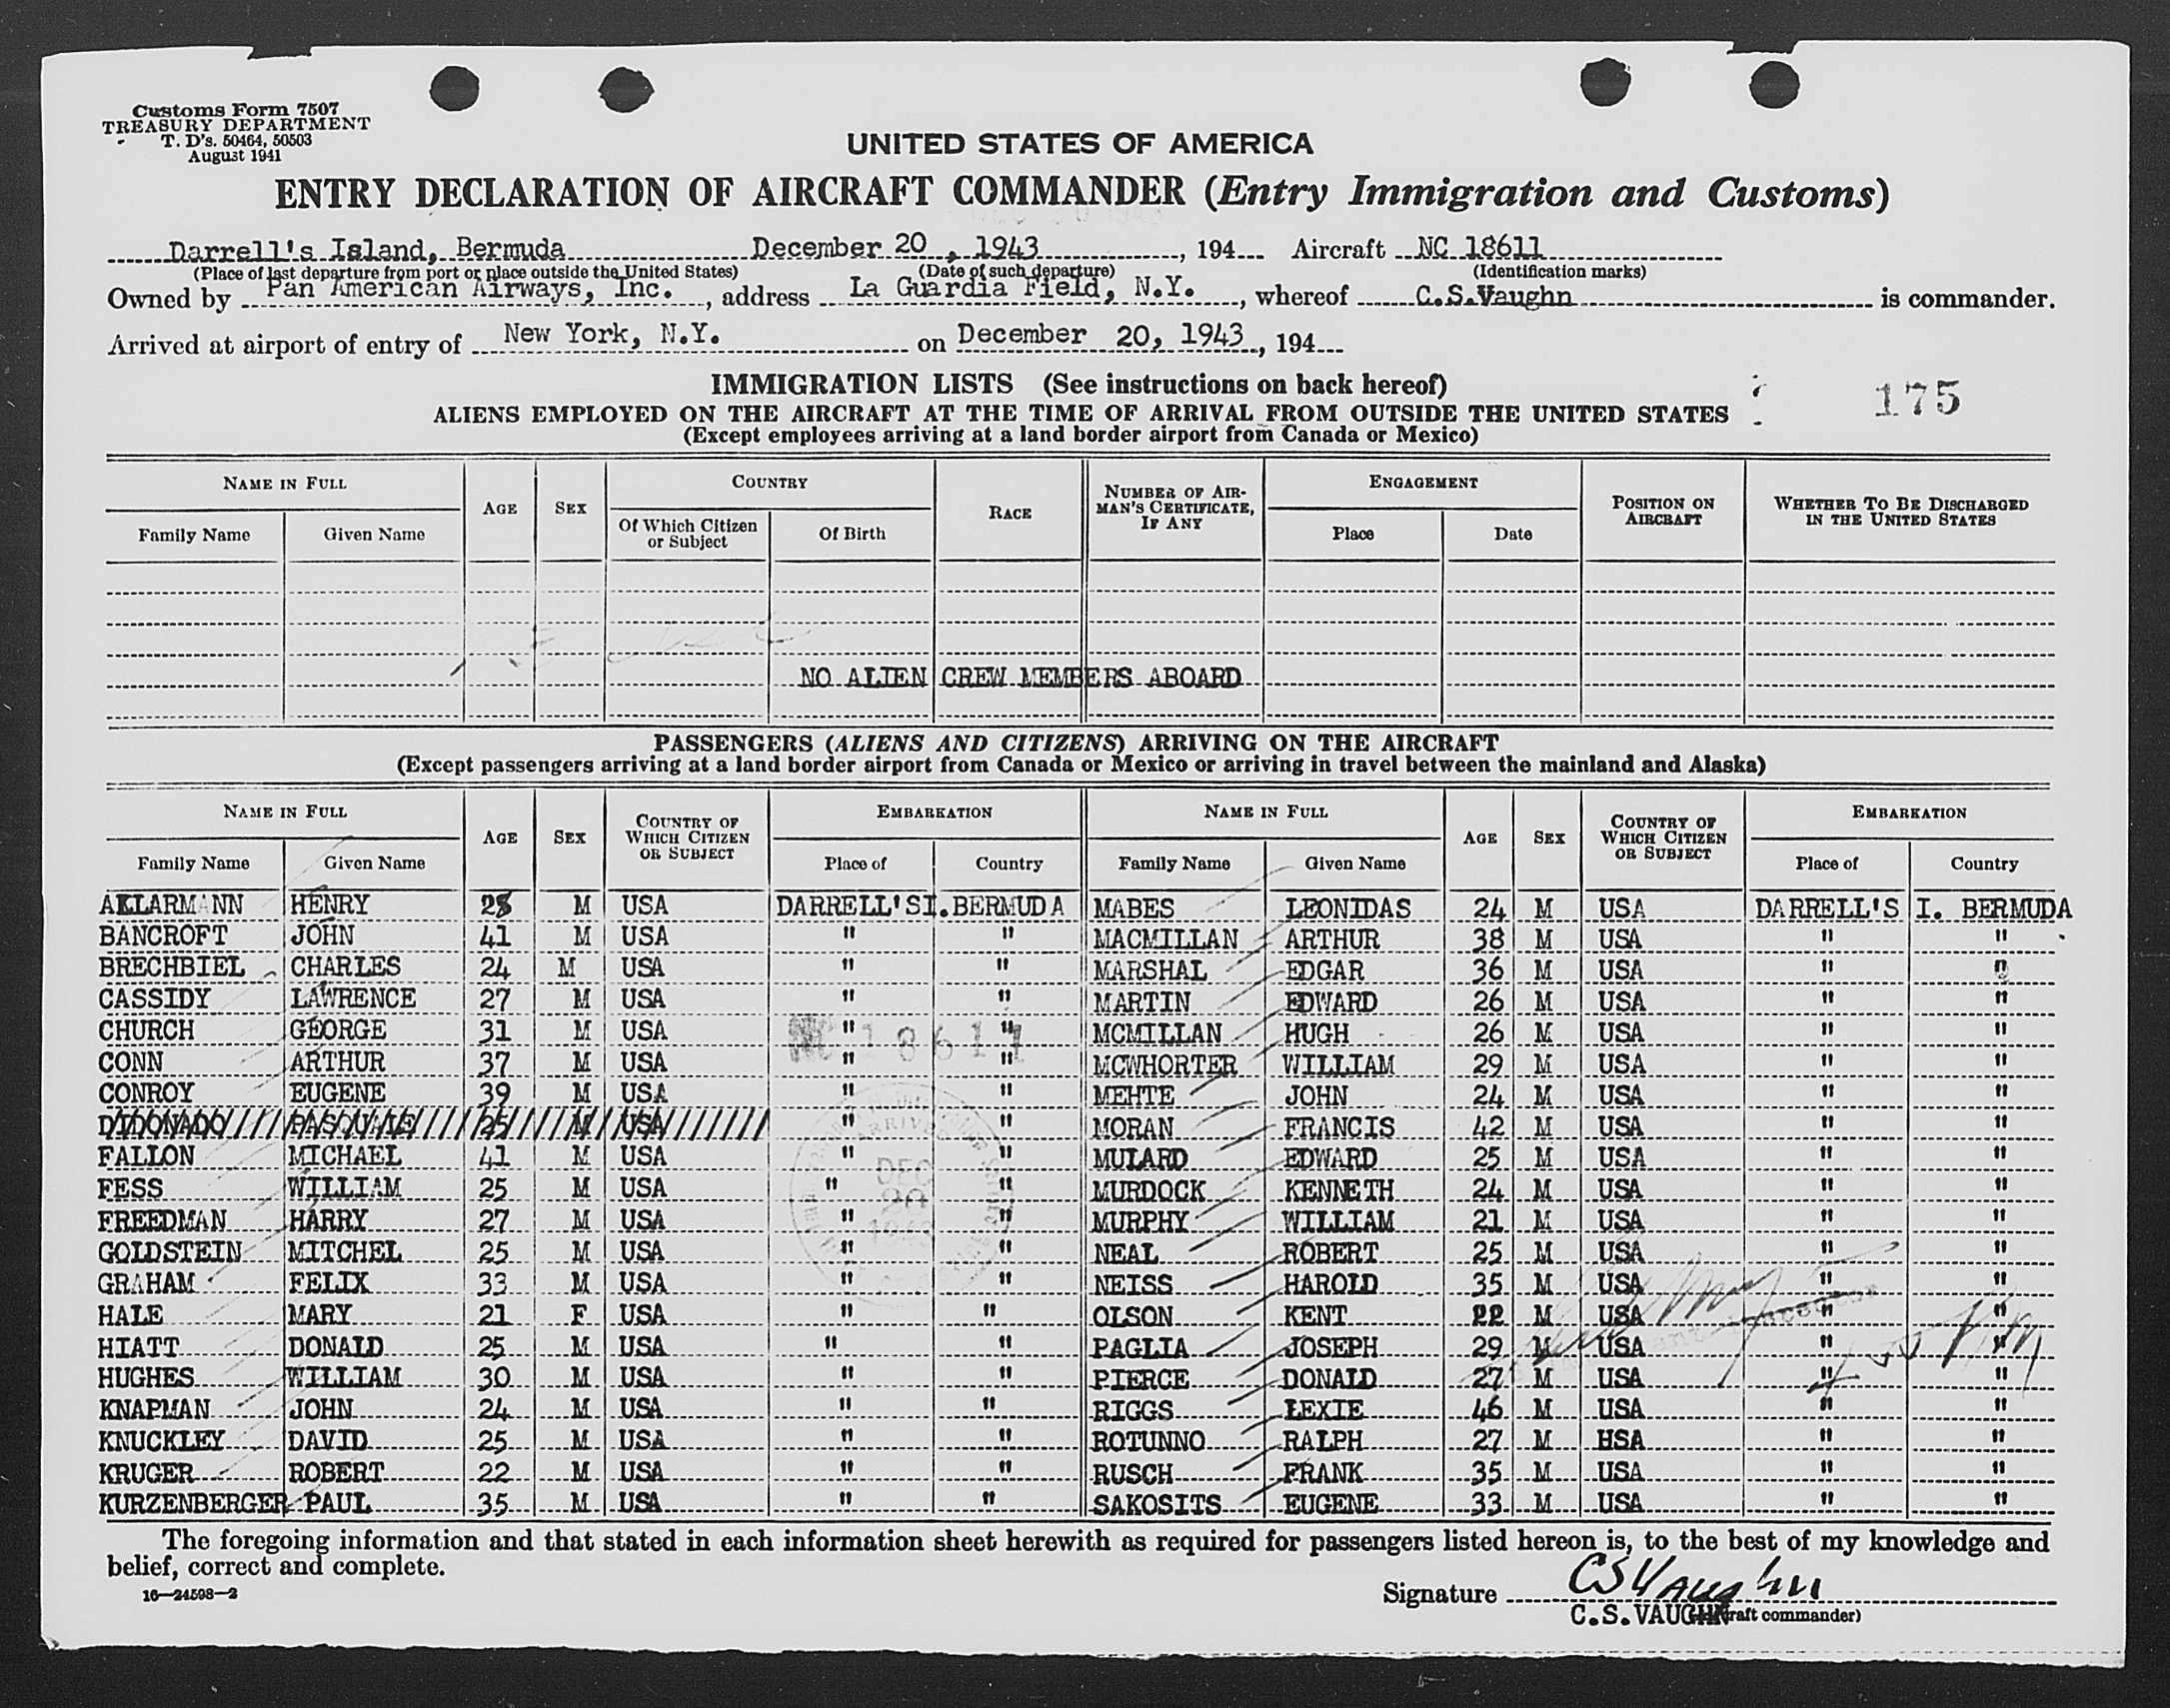 Customs Form 7507
TREASURY DEPARTMENT
T. D's. 50464, 50503
August 1941
UNITED STATES OF AMERICA
ENTRY DECLARATION OF AIRCRAFT COMMANDER (Entry Immigration and Customs)
Darrell's Island, Bermuda December 20, 1943, 194 Aircraft NC 18611
(Place of last departure from port or place outside the United States) (Date of such departure) (Identification marks)
Owned by Pan American Airways, Inc., address La Guardia Field, N.Y., whereof C.S.Vaughn is commander.
Arrived at airport of entry of New York, N.Y. on December 20, 1943, 194
IMMIGRATION LISTS (See instructions on back hereof)
175
ALIENS EMPLOYED ON THE AIRCRAFT AT THE TIME OF ARRIVAL FROM OUTSIDE THE UNITED STATES
(Except employees arriving at a land border airport from Canada or Mexico)
NAME IN FULL AGE SEX COUNTRY RACE NUMBER OF AIRMAN'S CERTIFICATE, IF ANY ENGAGEMENT POSITION ON AIRCRAFT WHETHER TO BE DISCHARGED IN THE UNITED STATES
Family Name Given Name Of Which Citizen or Subject Of Birth Place Date
NO ALIEN CREW MEMBERS ABOARD
PASSENGERS (ALIENS AND CITIZENS) ARRIVING ON THE AIRCRAFT
(Except passengers arriving at a land border airport from Canada or Mexico or arriving in travel between the mainland and Alaska)
NAME IN FULL AGE SEX COUNTRY OF WHICH CITIZEN OR SUBJECT EMBARKATION NAME IN FULL AGE SEX COUNTRY OF WHICH CITIZEN OR SUBJECT EMBARKATION
Family Name Given Name Place of Country Family Name Given Name Place of Country
HENRY M USA DARRELL'S I. BERMUDA MABES LEONIDAS 24 M USA DARRELL'S I. BERMUDA
BANCROFT JOHN 41 M USA " " MACMILLAN ARTHUR 38 M USA " "
BRECHBIEL CHARLES 24 M USA " " MARSHAL EDGAR 36 M USA " "
CASSIDY LAWRENCE 27 M USA " " MARTIN EDWARD 26 M USA " "
CHURCH GEORGE 31 M USA " " MCMILLAN HUGH 26 M USA " "
NC 18611
CONN ARTHUR 37 M USA " " MCWHORTER WILLIAM 29 M USA " "
CONROY EUGENE 39 M USA " " MEHTE JOHN 24 M USA " "
DIDONADO PASQUALE 25 M USA " " MORAN FRANCIS 42 M USA " "
FALLON MICHAEL 41 M USA " " MULARD EDWARD 25 M USA " "
FESS WILLIAM 25 M USA " " MURDOCK KENNETH 24 M USA " "
ARRIVED
DEC
20
1943
FREEDMAN HARRY 27 M USA " " MURPHY WILLIAM 21 M USA " "
GOLDSTEIN MITCHEL 25 M USA " " NEAL ROBERT 25 M USA " "
GRAHAM FELIX 33 M USA " " NEISS HAROLD 35 M USA " "
HALE MARY 21 F USA " " OLSON KENT 22 M USA " "
HIATT DONALD 25 M USA " " PAGLIA JOSEPH 29 M USA " "
HUGHES WILLIAM 30 M USA " " PIERCE DONALD 27 M USA " "
KNAPMAN JOHN 24 M USA " " RIGGS LEXIE 46 M USA " "
KNUCKLEY DAVID 25 M USA " " ROTUNNO RALPH 27 M HSA " "
KRUGER ROBERT 22 M USA " " RUSCH FRANK 35 M USA " "
KURZENBERGER PAUL 35 M USA " " SAKOSITS EUGENE 33 M USA " "
The foregoing information and that stated in each information sheet herewith as required for passengers listed hereon is, to the best of my knowledge and
belief, correct and complete.
16—24598-2
Signature CS Vaughn
C.S.VAUGHN (Aircraft commander)